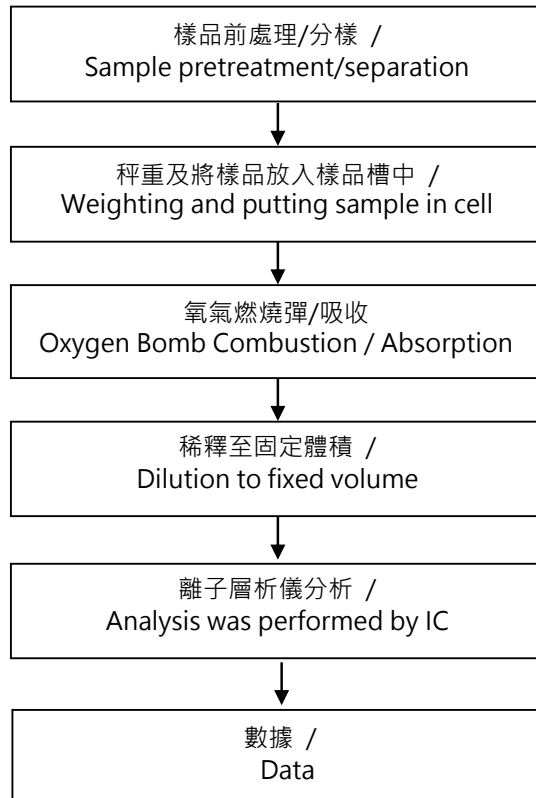 樣品前處理/分樣 /
Sample pretreatment/separation
秤重及將樣品放入樣品槽中 /
Weighting and putting sample in cell
氧氣燃燒彈/吸收
Oxygen Bomb Combustion / Absorption
稀釋至固定體積 /
Dilution to fixed volume
離子層析儀分析 /
Analysis was performed by IC
數據 /
Data